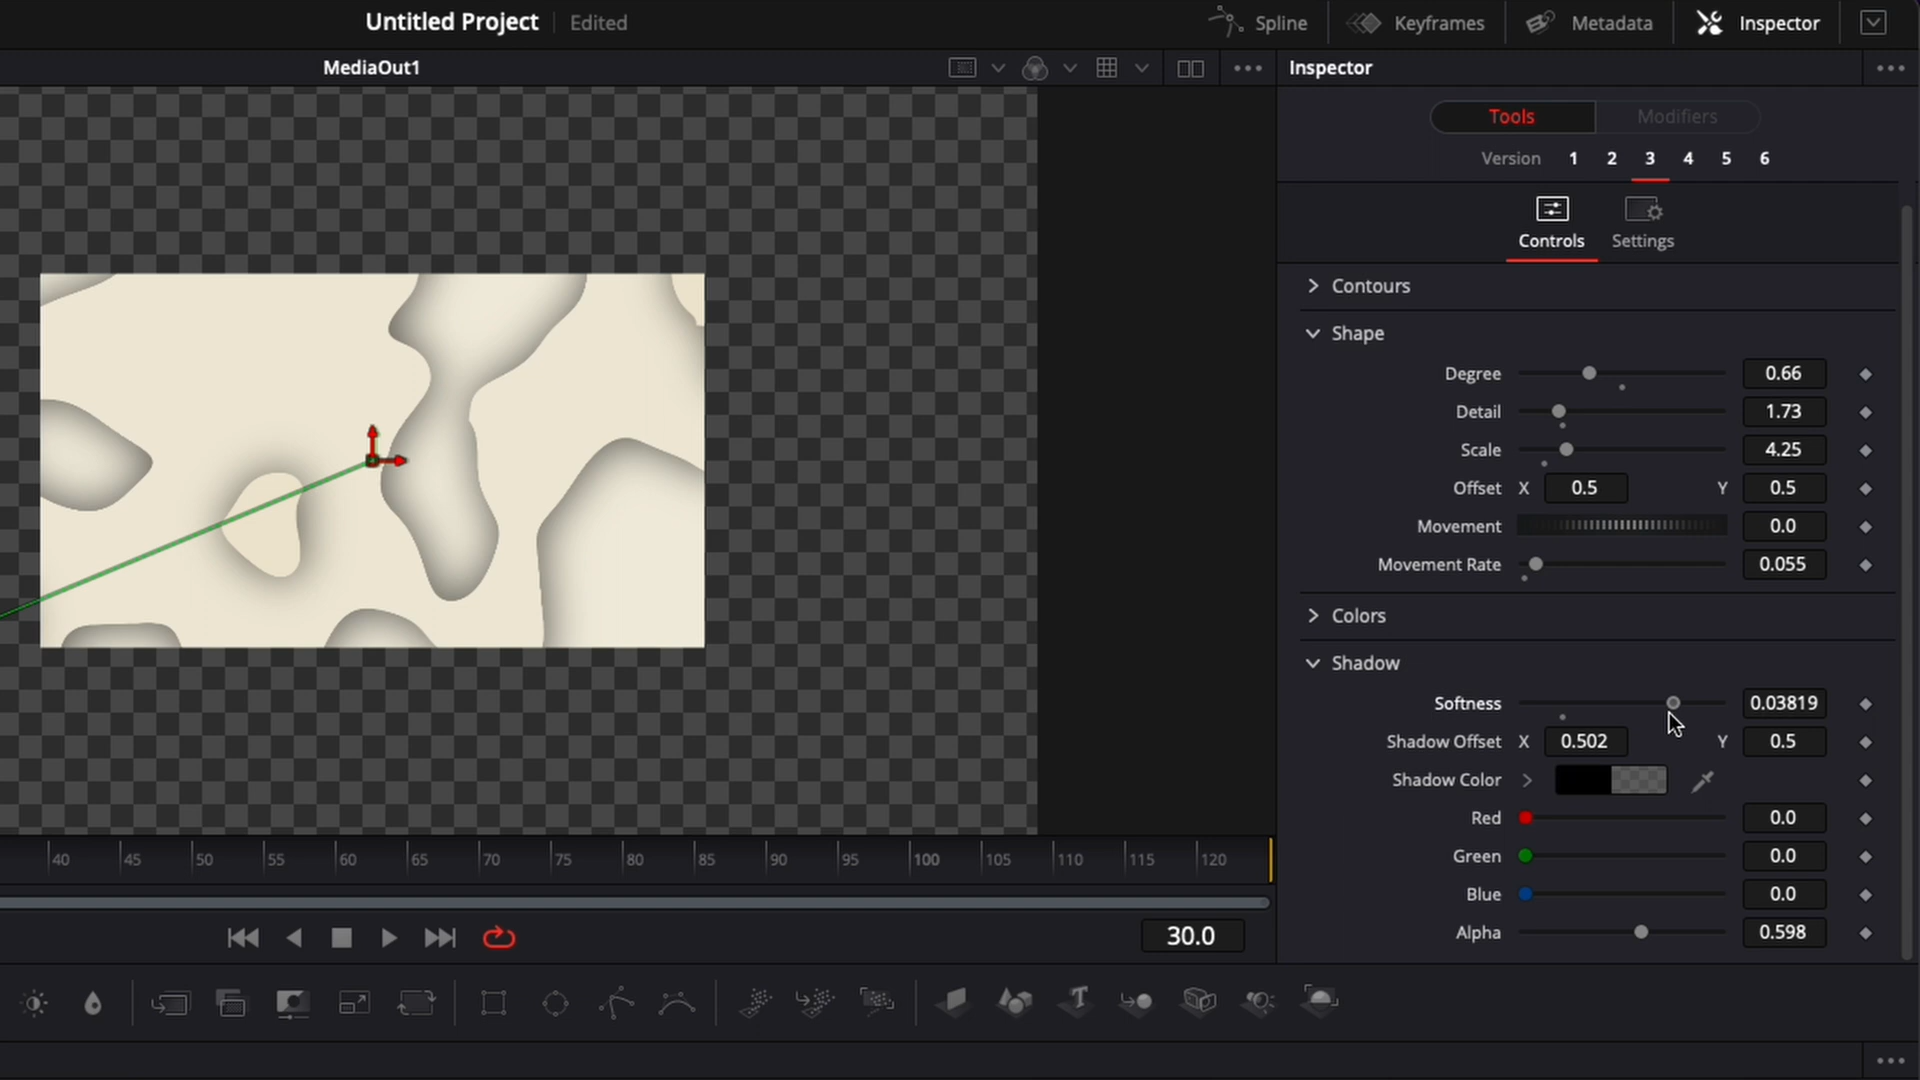 Untitled Project Edited Spline Keyframes Metadata Inspector
MediaOut1 Inspector
Tools Modifiers
Version 1 2 3 4 5 6
Controls Settings
Contours
Shape
Degree 0.66
Detail 1.73
Scale 4.25
Offset X 0.5 Y 0.5
Movement 0.0
Movement Rate 0.055
Colors
Shadow
Softness 0.03819
Shadow Offset X 0.502 Y 0.5
Shadow Color
Red 0.0
Green 0.0
Blue 0.0
Alpha 0.598
40 45 50 55 60 65 70 75 80 85 90 95 100 105 110 115 120
30.0